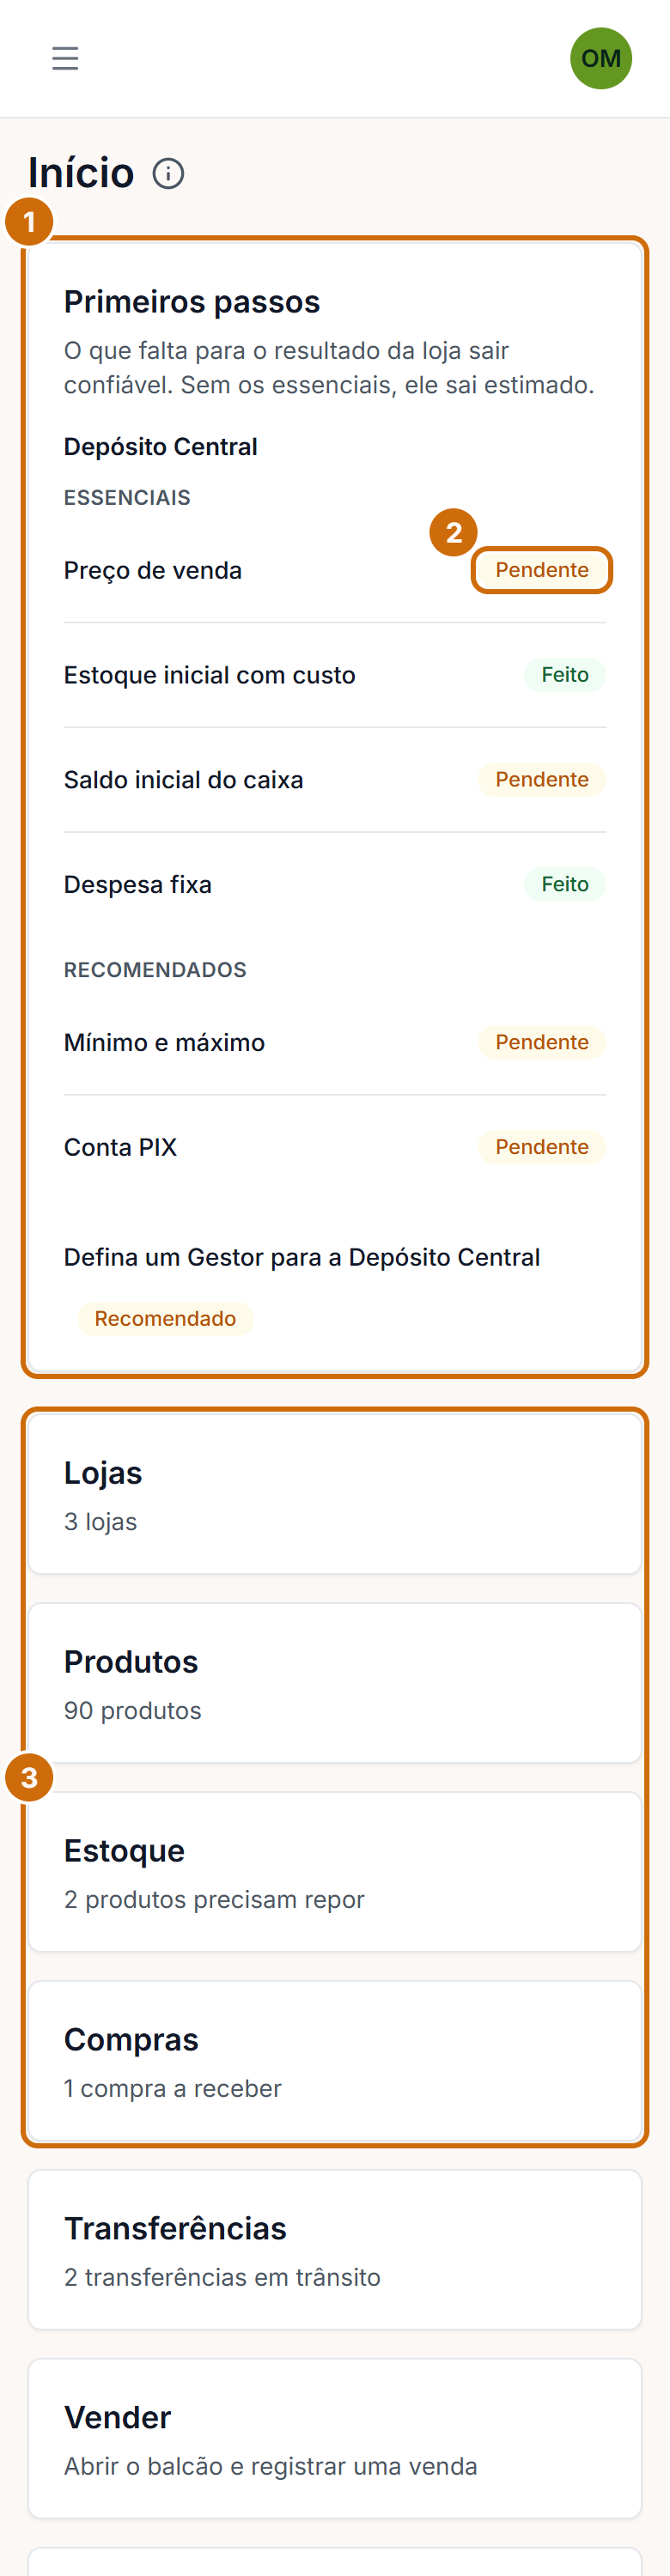 OM
Início
1
Primeiros passos
O que falta para o resultado da loja sair
confiável. Sem os essenciais, ele sai estimado.
Depósito Central
ESSENCIAIS
2
Preço de venda Pendente
Estoque inicial com custo Feito
Saldo inicial do caixa Pendente
Despesa fixa Feito
RECOMENDADOS
Mínimo e máximo Pendente
Conta PIX Pendente
Defina um Gestor para a Depósito Central
Recomendado
Lojas
3 lojas
Produtos
90 produtos
3
Estoque
2 produtos precisam repor
Compras
1 compra a receber
Transferências
2 transferências em trânsito
Vender
Abrir o balcão e registrar uma venda